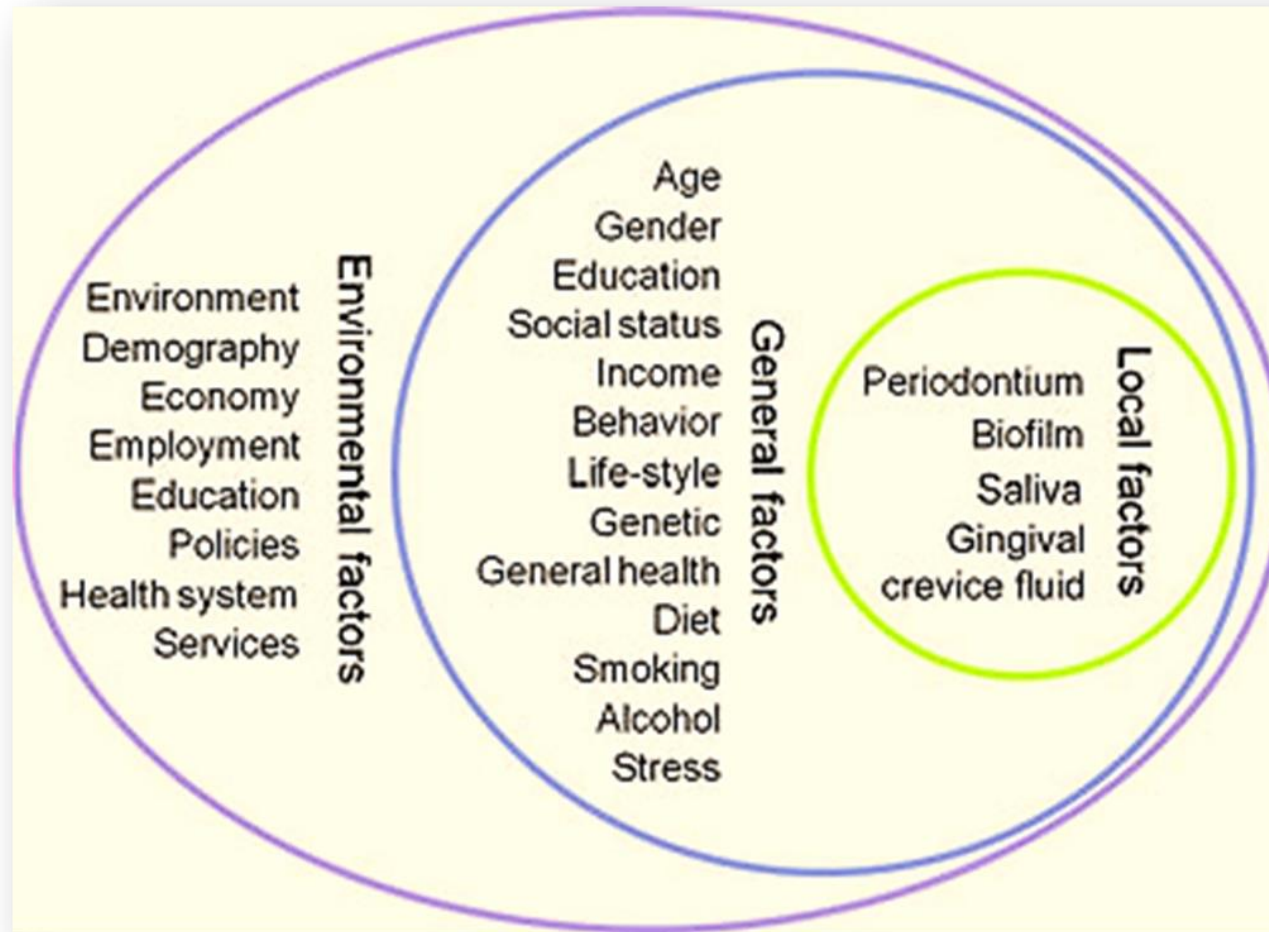 Environment
Demography
Economy
Employment
Education
Policies
Health system
Services
Environmental factors
Age
Gender
Education
Social status
Income
Behavior
Life-style
Genetic
General health
Diet
Smoking
Alcohol
Stress
General factors
Periodontium
Biofilm
Saliva
Gingival
crevice fluid
Local factors